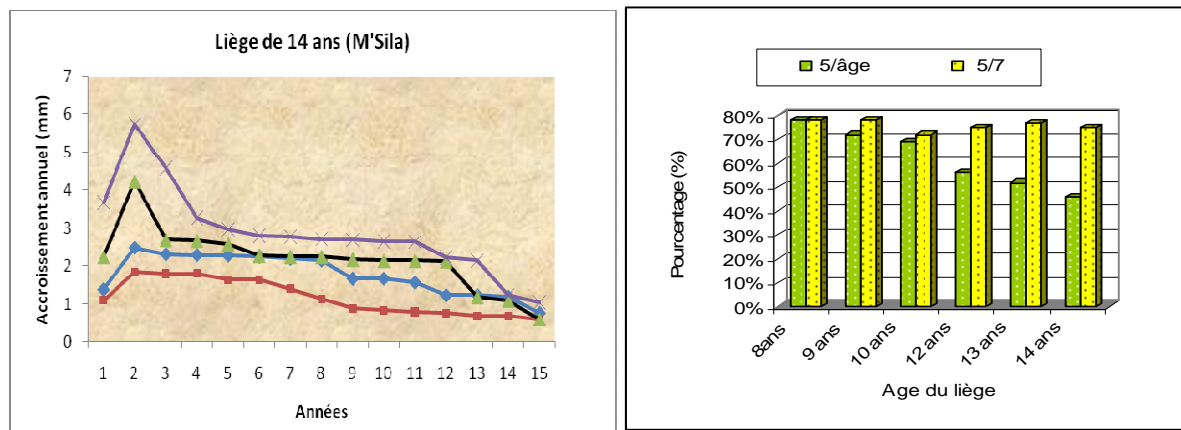 Liège de 14 ans (M'Sila)
Accroissement annuel (mm)
7
6
5
4
3
2
1
0
1 2 3 4 5 6 7 8 9 10 11 12 13 14 15
Années
5/âge 5/7
Pourcentage (%)
80%
70%
60%
50%
40%
30%
20%
10%
0%
8ans 9 ans 10 ans 12 ans 13 ans 14 ans
Age du liège